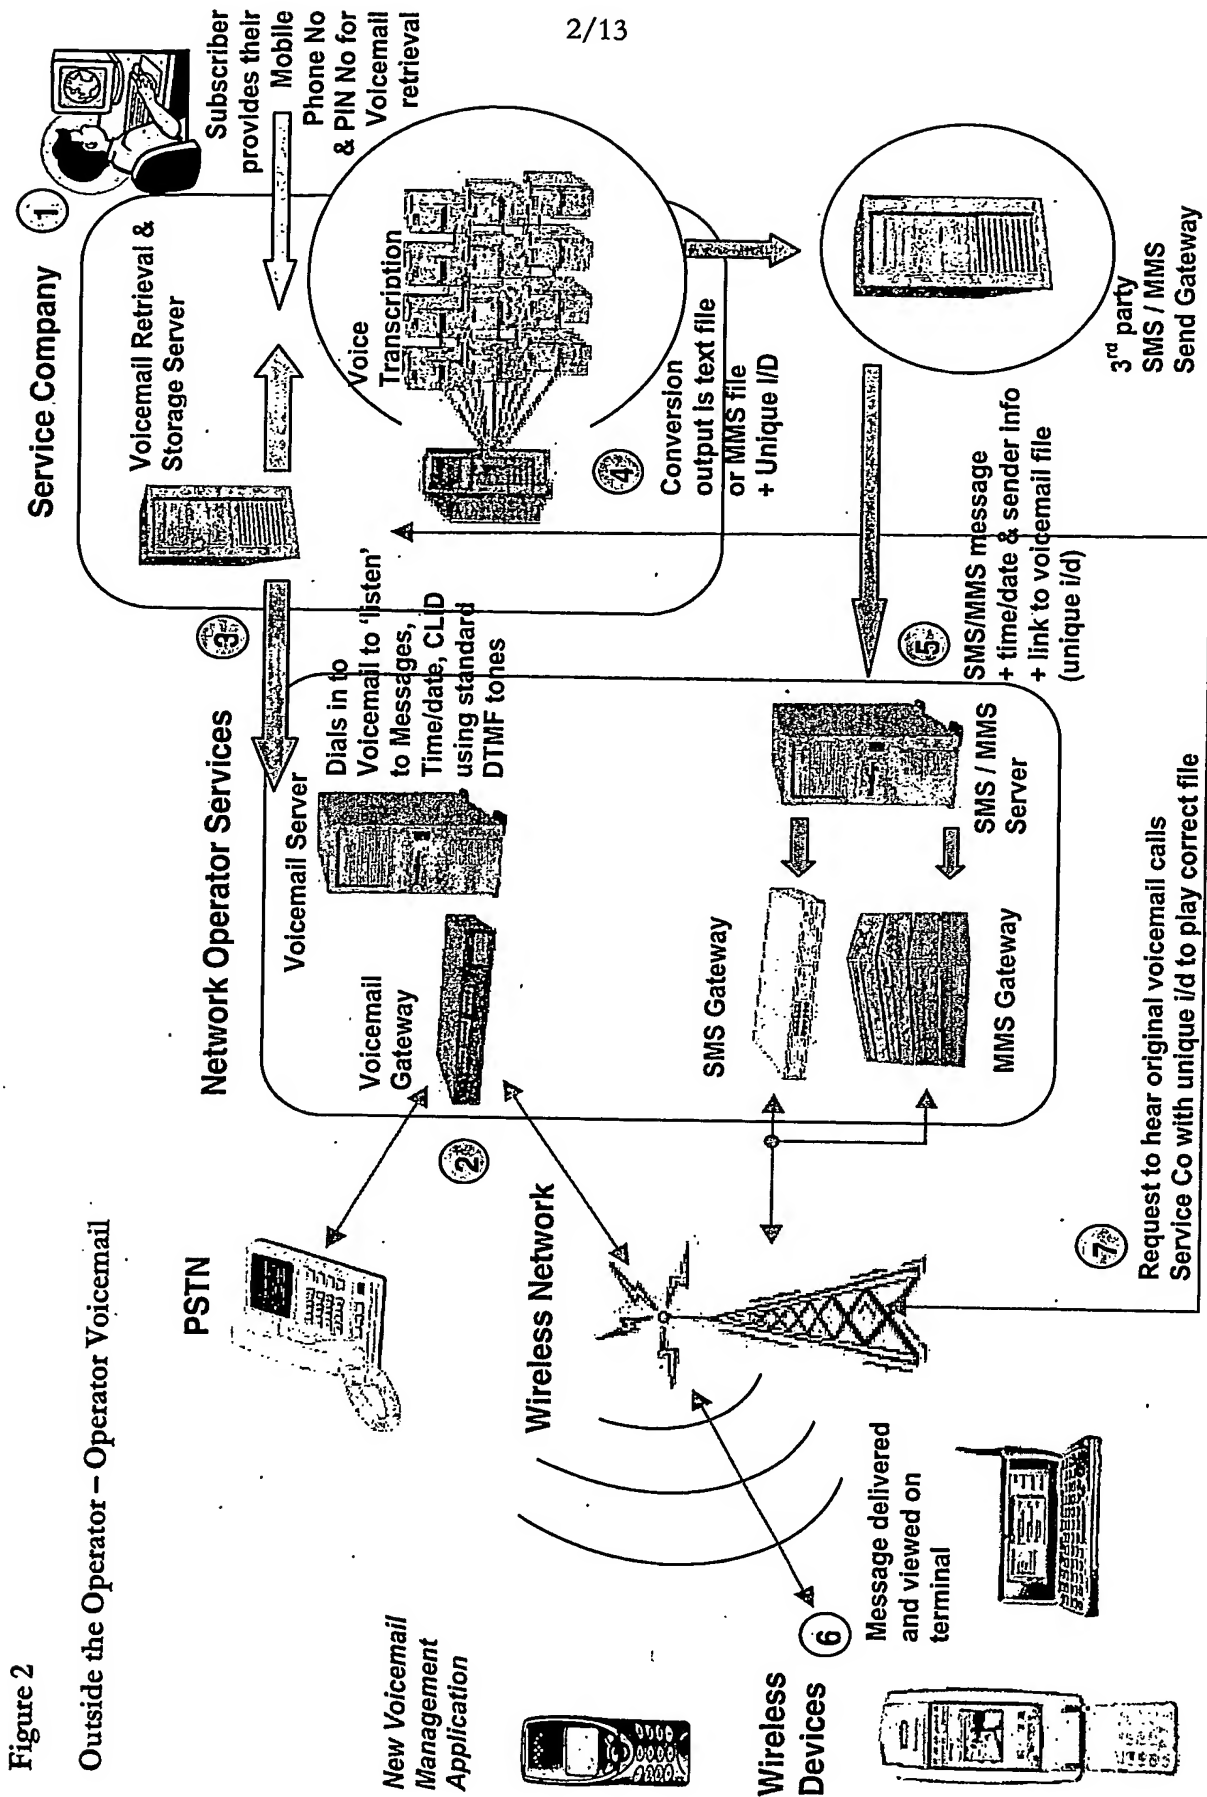 2/13
Figure 2
Outside the Operator – Operator Voicemail
Service Company
1
Subscriber
provides their
Mobile
Phone No
& PIN No for
Voicemail
retrieval
Voicemail Retrieval &
Storage Server
Voice
Transcription
4
Conversion
output is text file
or MMS file
+ Unique I/D
3rd party
SMS / MMS
Send Gateway
Network Operator Services
3
Dials in to
Voicemail to 'listen'
to Messages,
Time/date, CLID
using standard
DTMF tones
Voicemail Server
Voicemail
Gateway
5
SMS/MMS message
+ time/date & sender info
+ link to voicemail file
(unique i/d)
SMS / MMS
Server
SMS Gateway
MMS Gateway
PSTN
2
Wireless Network
7
Request to hear original voicemail calls
Service Co with unique i/d to play correct file
New Voicemail
Management
Application
Wireless
Devices
6
Message delivered
and viewed on
terminal